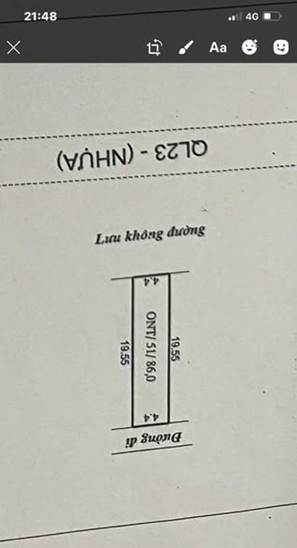 21:48
4G
Aa
QL23 - (NHỰA)
Lưu không đường
4.4
19.55
ONT/ 51/ 86,0
19.55
4.4
Đường đi